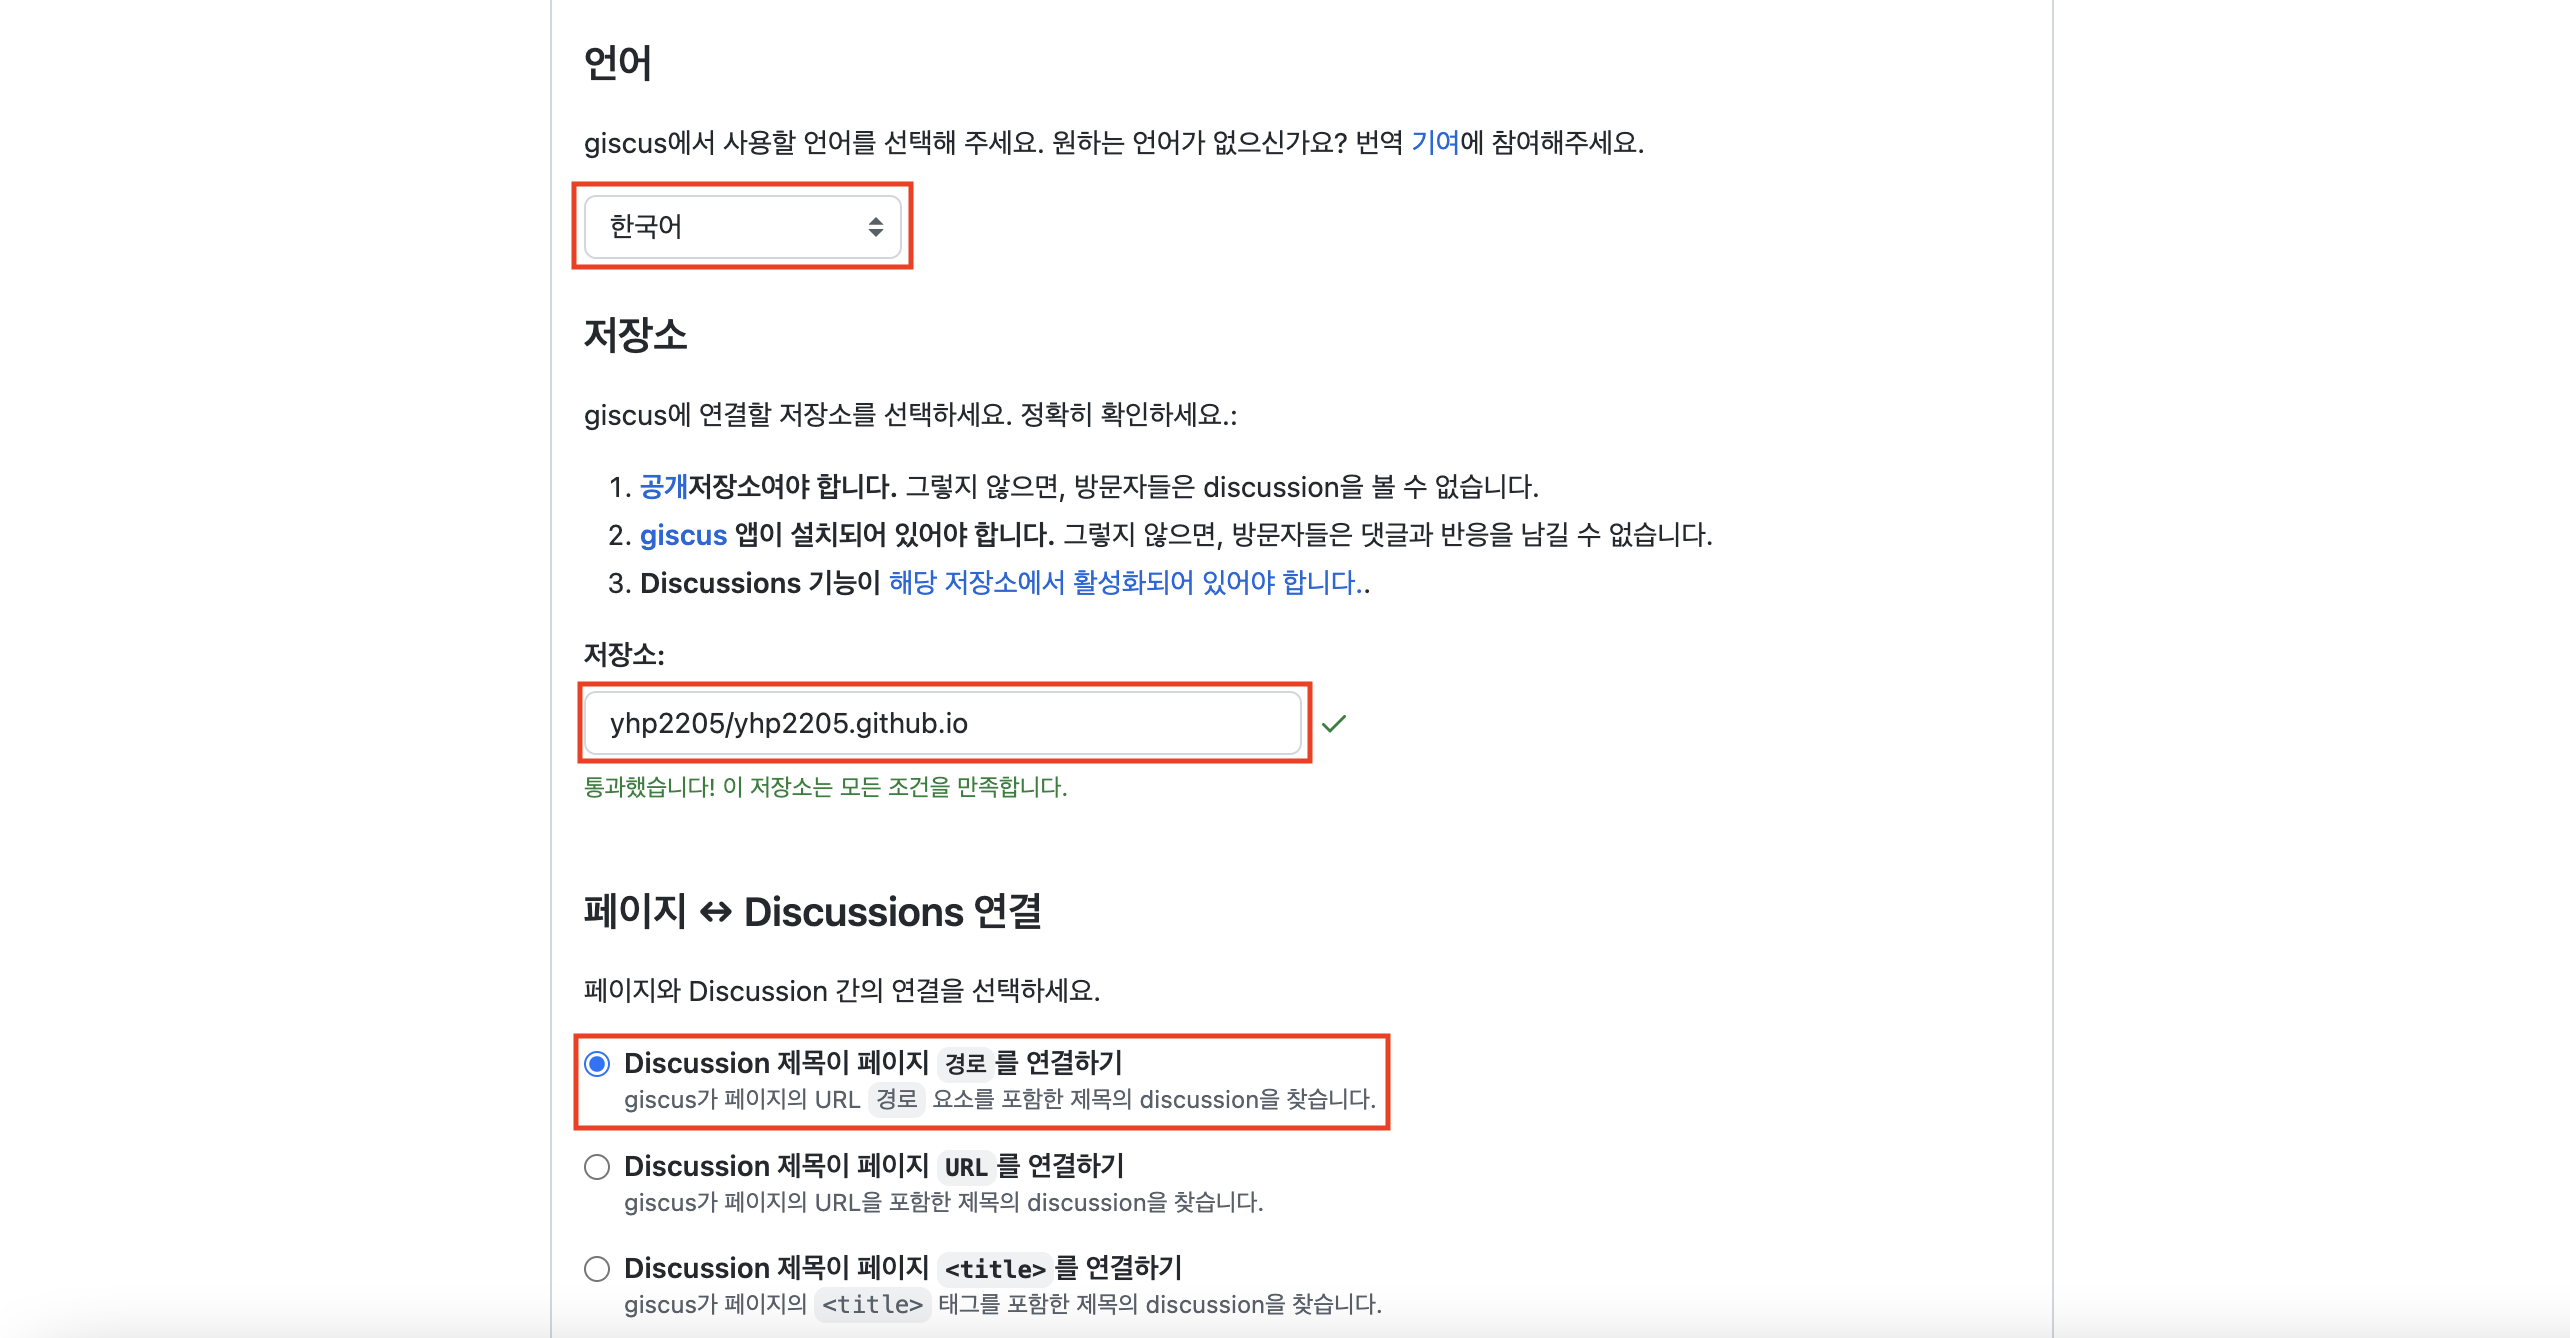 언어
giscus에서 사용할 언어를 선택해 주세요. 원하는 언어가 없으신가요? 번역 기여에 참여해주세요.
한국어
저장소
giscus에 연결할 저장소를 선택하세요. 정확히 확인하세요.:
1. 공개저장소여야 합니다. 그렇지 않으면, 방문자들은 discussion을 볼 수 없습니다.
2. giscus 앱이 설치되어 있어야 합니다. 그렇지 않으면, 방문자들은 댓글과 반응을 남길 수 없습니다.
3. Discussions 기능이 해당 저장소에서 활성화되어 있어야 합니다..
저장소:
yhp2205/yhp2205.github.io
통과했습니다! 이 저장소는 모든 조건을 만족합니다.
페이지 ↔ Discussions 연결
페이지와 Discussion 간의 연결을 선택하세요.
Discussion 제목이 페이지 경로를 연결하기
giscus가 페이지의 URL 경로 요소를 포함한 제목의 discussion을 찾습니다.
Discussion 제목이 페이지 URL를 연결하기
giscus가 페이지의 URL을 포함한 제목의 discussion을 찾습니다.
Discussion 제목이 페이지 <title>를 연결하기
giscus가 페이지의 <title> 태그를 포함한 제목의 discussion을 찾습니다.